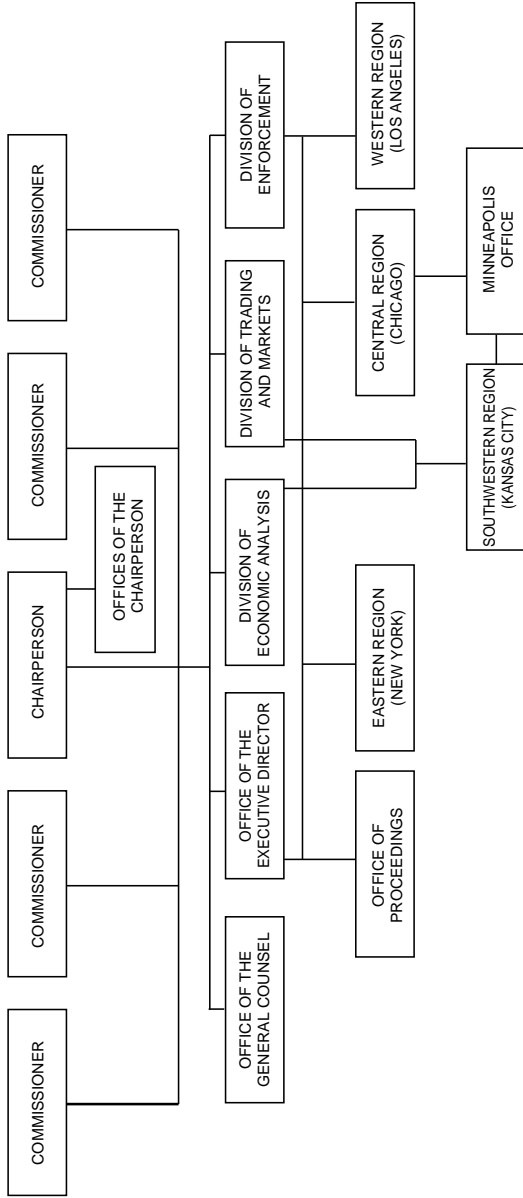 COMMISSIONER
COMMISSIONER
CHAIRPERSON
COMMISSIONER
COMMISSIONER
OFFICES OF THE
CHAIRPERSON
OFFICE OF THE
GENERAL COUNSEL
OFFICE OF THE
EXECUTIVE DIRECTOR
DIVISION OF
ECONOMIC ANALYSIS
DIVISION OF TRADING
AND MARKETS
DIVISION OF
ENFORCEMENT
OFFICE OF
PROCEEDINGS
EASTERN REGION
(NEW YORK)
CENTRAL REGION
(CHICAGO)
WESTERN REGION
(LOS ANGELES)
SOUTHWESTERN REGION
(KANSAS CITY)
MINNEAPOLIS
OFFICE